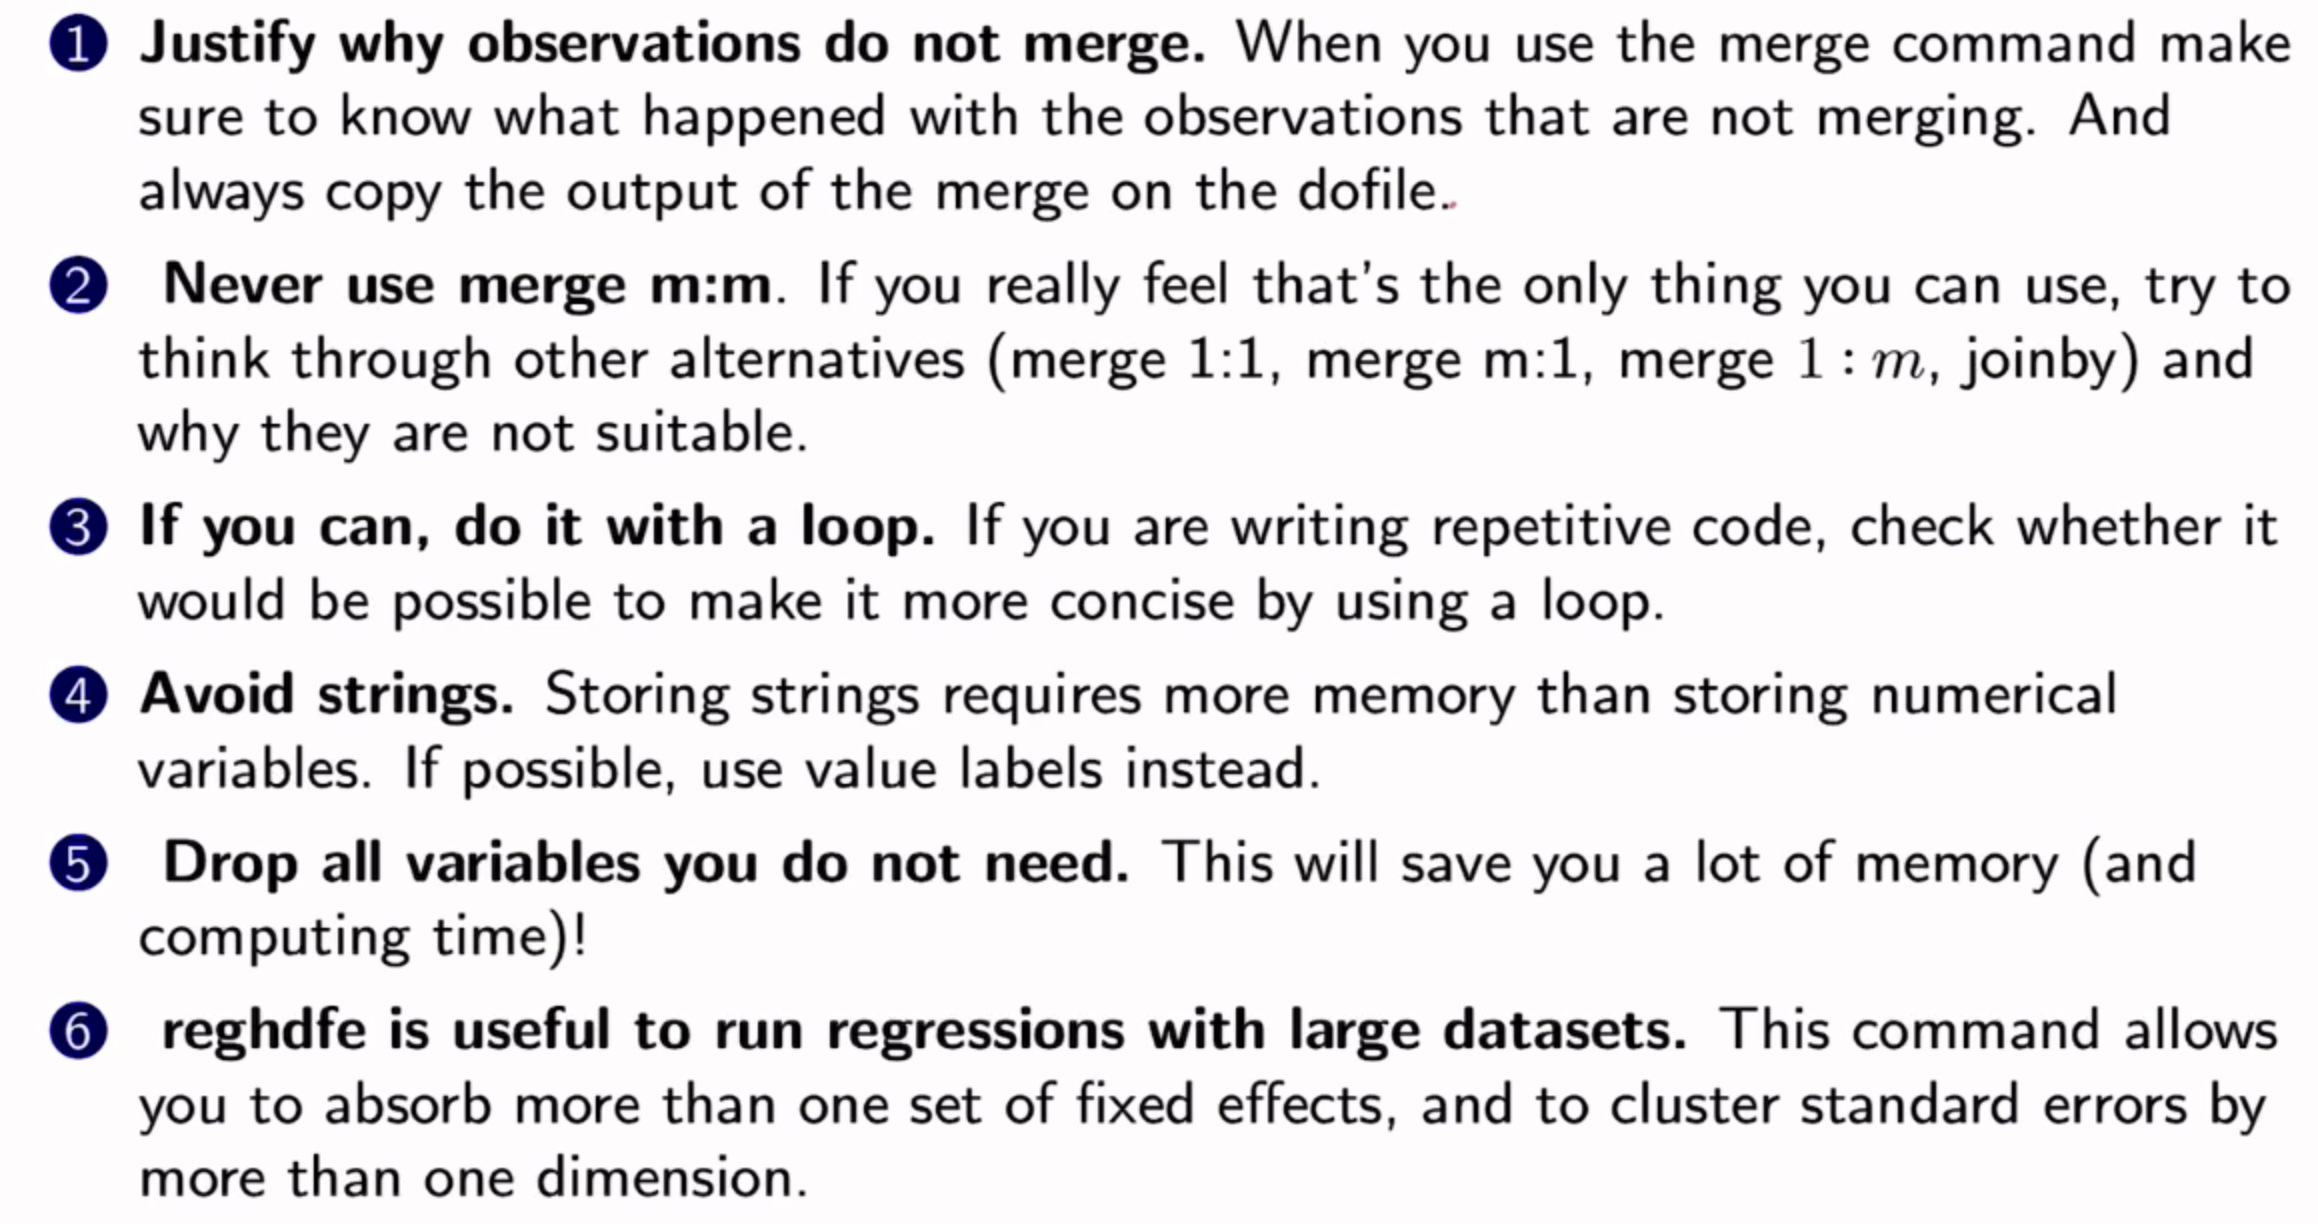 1 Justify why observations do not merge. When you use the merge command make
sure to know what happened with the observations that are not merging. And
always copy the output of the merge on the dofile.
2 Never use merge m:m. If you really feel that's the only thing you can use, try to
think through other alternatives (merge 1:1, merge m:1, merge 1 : m, joinby) and
why they are not suitable.
3 If you can, do it with a loop. If you are writing repetitive code, check whether it
would be possible to make it more concise by using a loop.
4 Avoid strings. Storing strings requires more memory than storing numerical
variables. If possible, use value labels instead.
5 Drop all variables you do not need. This will save you a lot of memory (and
computing time)!
6 reghdfe is useful to run regressions with large datasets. This command allows
you to absorb more than one set of fixed effects, and to cluster standard errors by
more than one dimension.